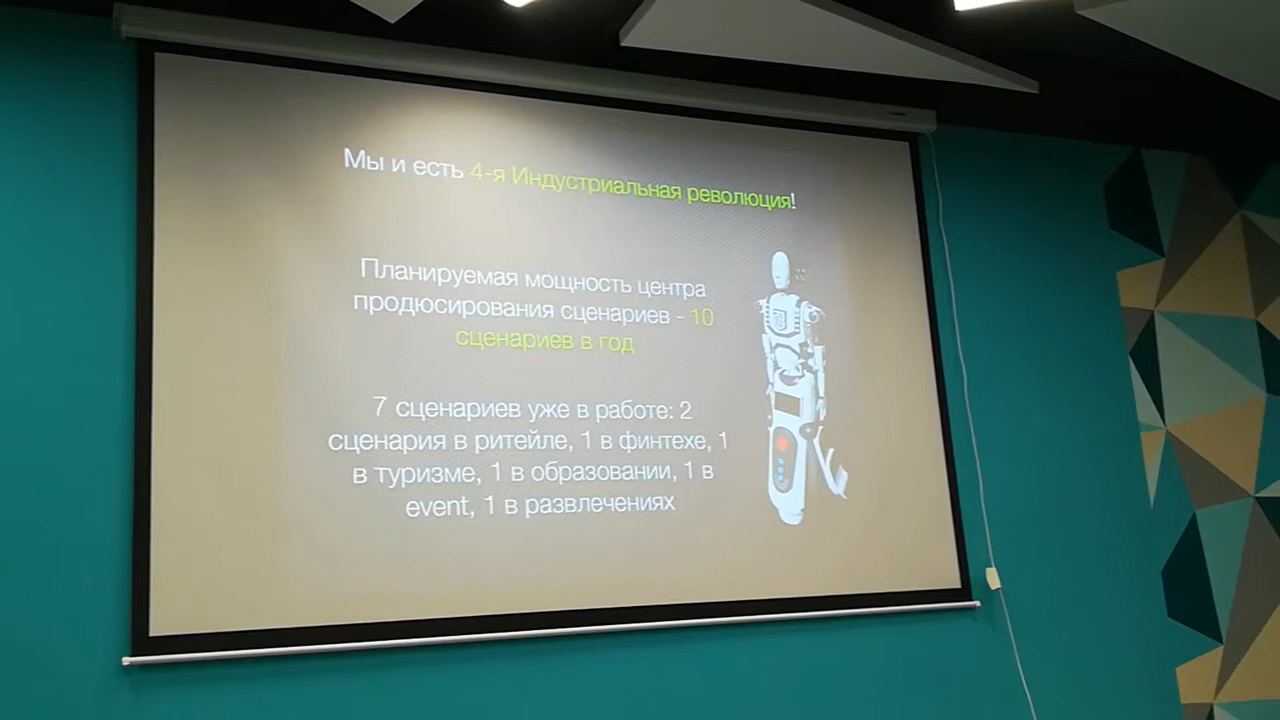 Мы и есть 4-я Индустриальная революция!
Планируемая мощность центра
продюсирования сценариев - 10
сценариев в год
7 сценариев уже в работе: 2
сценария в ритейле, 1 в финтехе, 1
в туризме, 1 в образовании, 1 в
event, 1 в развлечениях